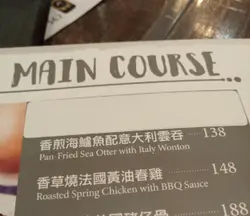 MAIN COURSE...
香煎海鱸魚配意大利雲吞 138
Pan-Fried Sea Otter with Italy Wonton
香草燒法國黃油春雞 148
Roasted Spring Chicken with BBQ Sauce
188